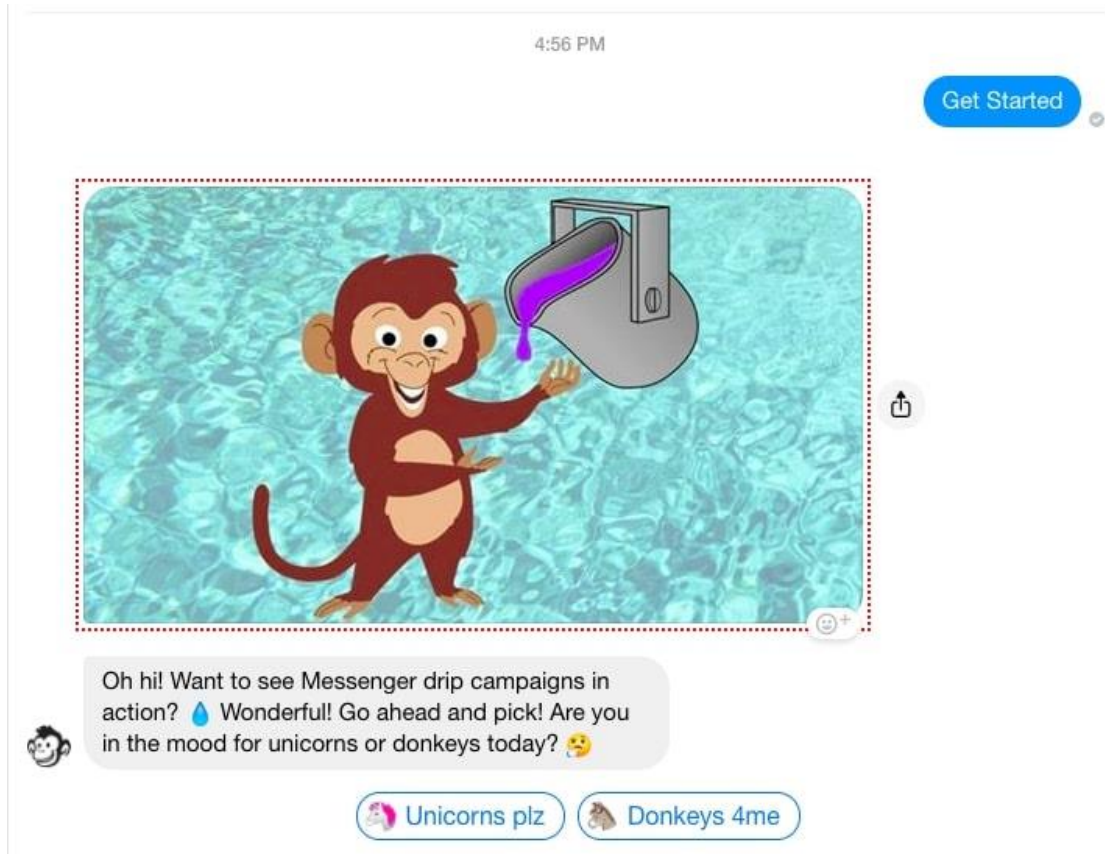 4:56 PM
Get Started
Oh hi! Want to see Messenger drip campaigns in
action? 💧 Wonderful! Go ahead and pick! Are you
in the mood for unicorns or donkeys today? 🤔
🦄 Unicorns plz
🐴 Donkeys 4me